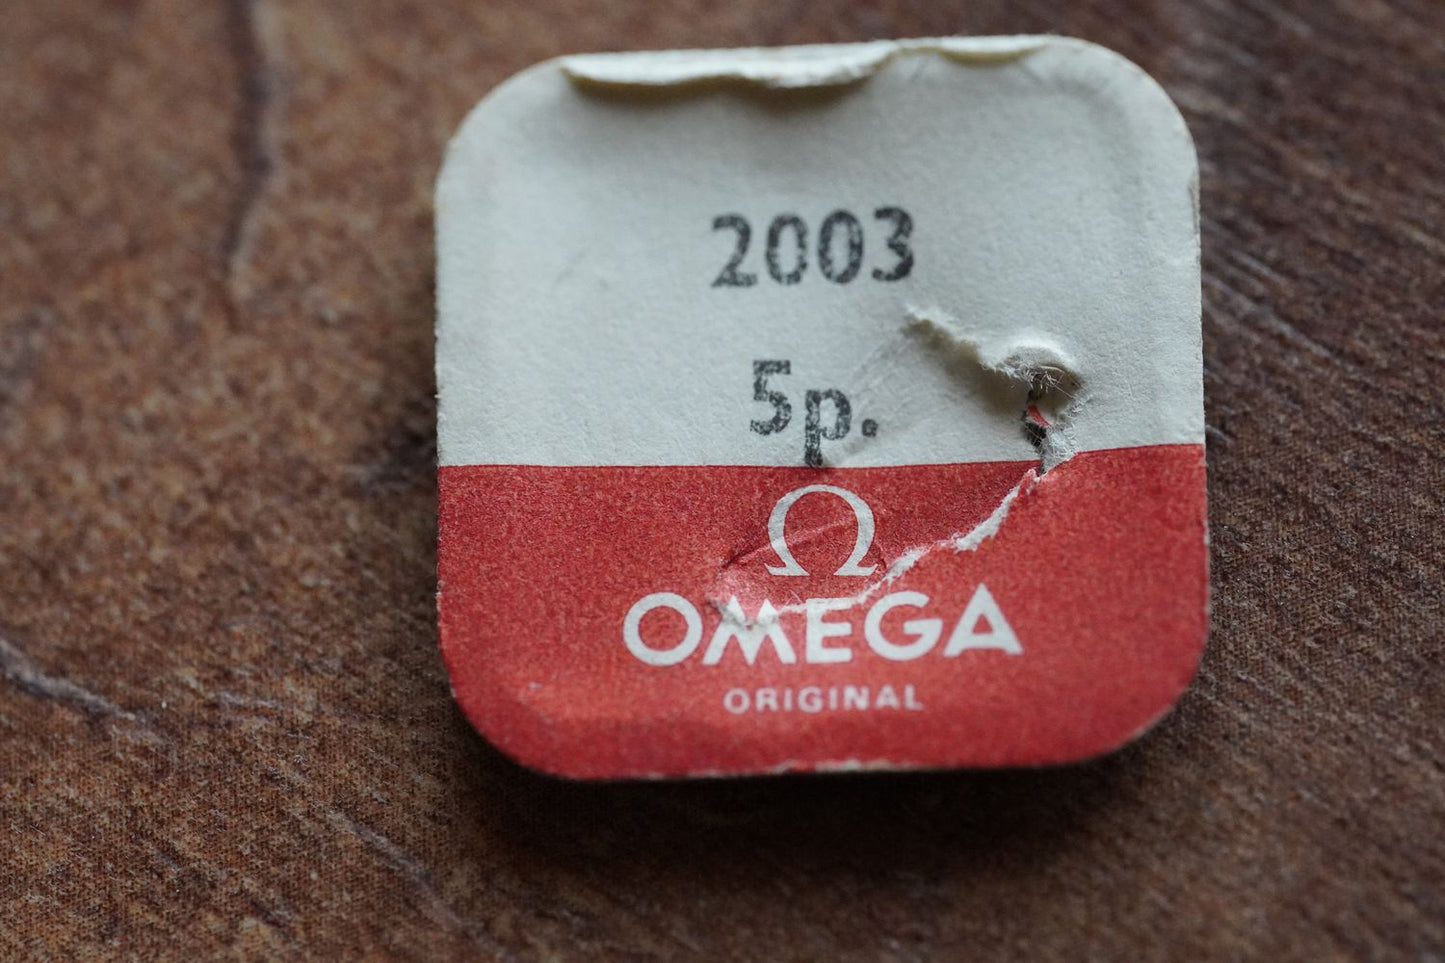 2003
5p.
Ω
OMEGA
ORIGINAL